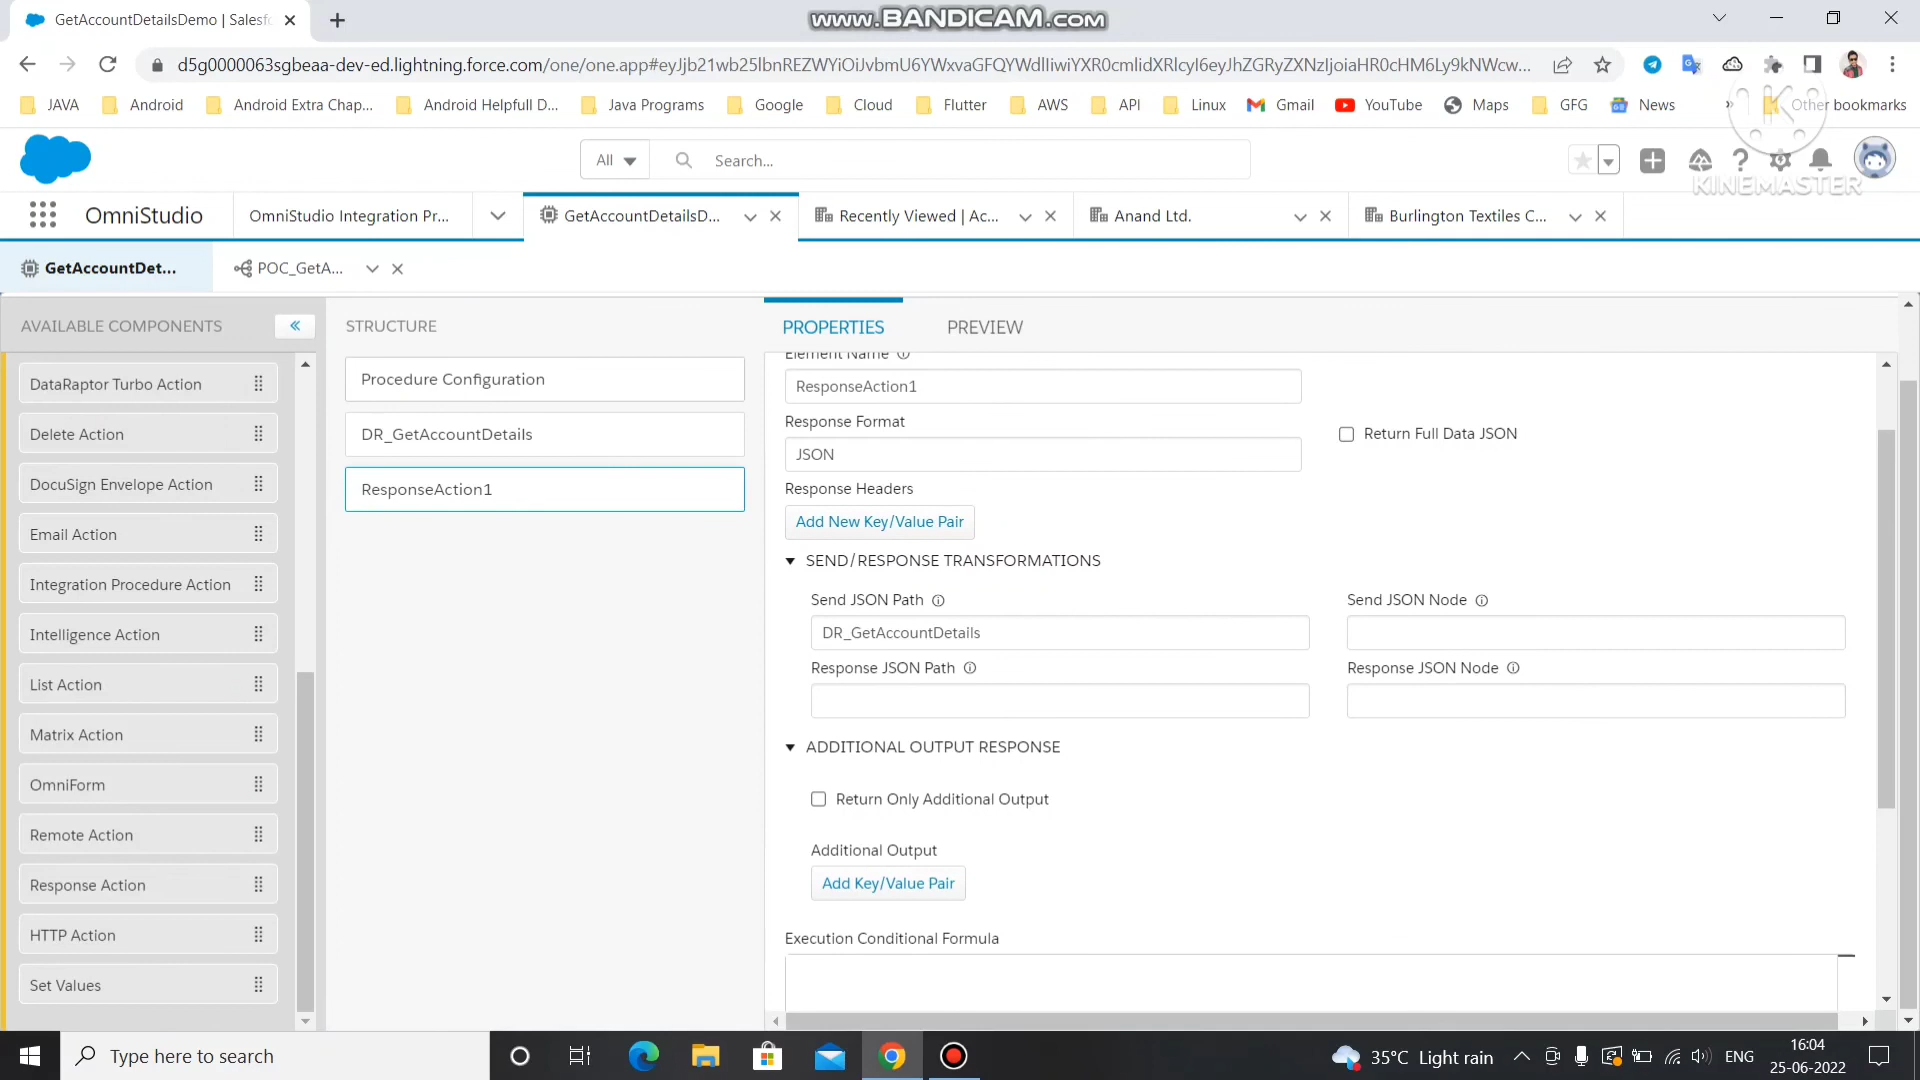 GetAccountDetailsDemo | Salesf
www.BANDICAM.com
d5g0000063sgbeaa-dev-ed.lightning.force.com/one/one.app#eyJjb21wb25lbnREZWYiOiJvbmU6YWxvaGFQYWdlIiwiYXR0cmlidXRlcyI6eyJhZGRyZXNzIjoiaHR0cHM6Ly9kNWcw...
JAVA
Android
Android Extra Chap...
Android Helpfull D...
Java Programs
Google
Cloud
Flutter
AWS
API
Linux
Gmail
YouTube
Maps
GFG
News
Other bookmarks
All
Search...
KINEMASTER
OmniStudio
OmniStudio Integration Pr...
GetAccountDetailsD...
Recently Viewed | Ac...
Anand Ltd.
Burlington Textiles C...
GetAccountDet...
POC_GetA...
AVAILABLE COMPONENTS
STRUCTURE
PROPERTIES
PREVIEW
DataRaptor Turbo Action
Delete Action
DocuSign Envelope Action
Email Action
Integration Procedure Action
Intelligence Action
List Action
Matrix Action
OmniForm
Remote Action
Response Action
HTTP Action
Set Values
Procedure Configuration
DR_GetAccountDetails
ResponseAction1
Element Name
ResponseAction1
Response Format
JSON
Return Full Data JSON
Response Headers
Add New Key/Value Pair
SEND/RESPONSE TRANSFORMATIONS
Send JSON Path
Send JSON Node
DR_GetAccountDetails
Response JSON Path
Response JSON Node
ADDITIONAL OUTPUT RESPONSE
Return Only Additional Output
Additional Output
Add Key/Value Pair
Execution Conditional Formula
Type here to search
35°C Light rain
ENG
16:04
25-06-2022